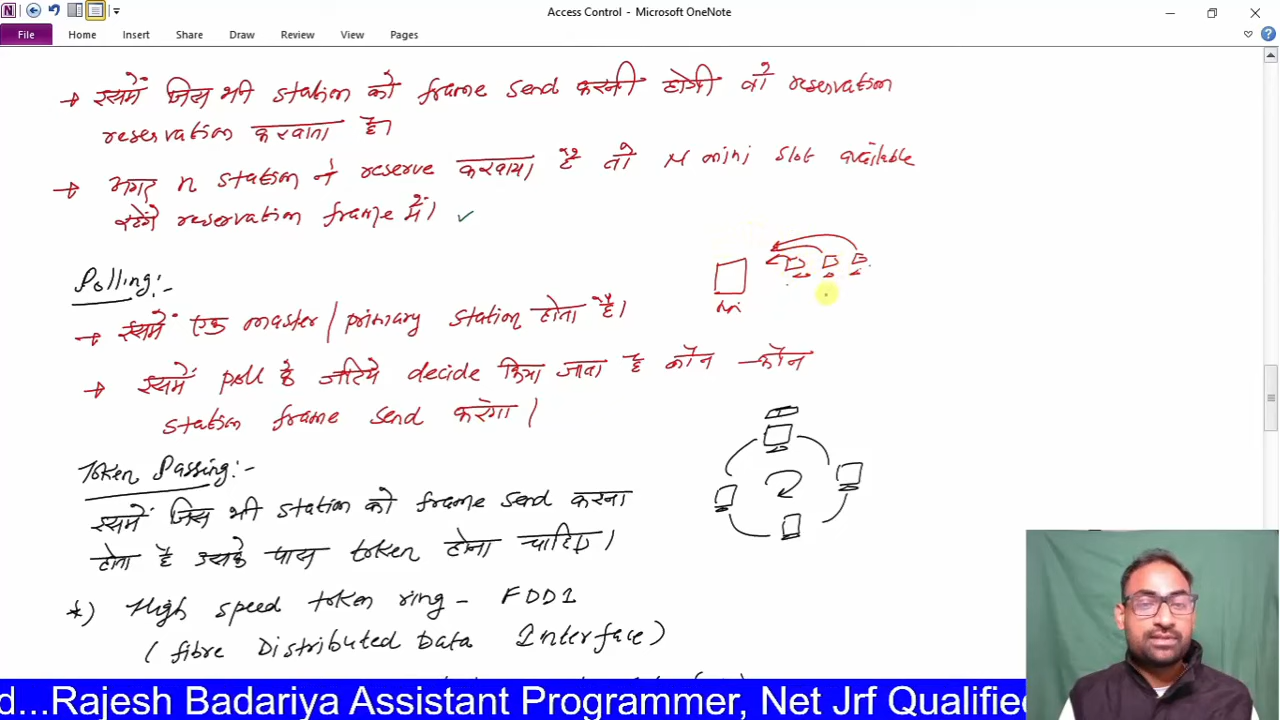 Access Control - Microsoft OneNote
File Home Insert Share Draw Review View Pages
→ इसमें जिस भी station को frame send करनी होगी वो reservation
reservation करवाता है।
→ अगर n station ने reserve करवाया है तो N mini slot available
रहेंगे reservation frame में।
Polling:-
→ इसमें एक master/primary station होता है।
→ इसमें poll के जरिये decide किया जाता है कौन-कौन
station frame send करेगा।
Token Passing:-
इसमें जिस भी station को frame send करना
होता है उसके पास token होना चाहिए।
*) High speed token ring - FDDI
(fibre Distributed Data Interface)
d...Rajesh Badariya Assistant Programmer, Net Jrf Qualified